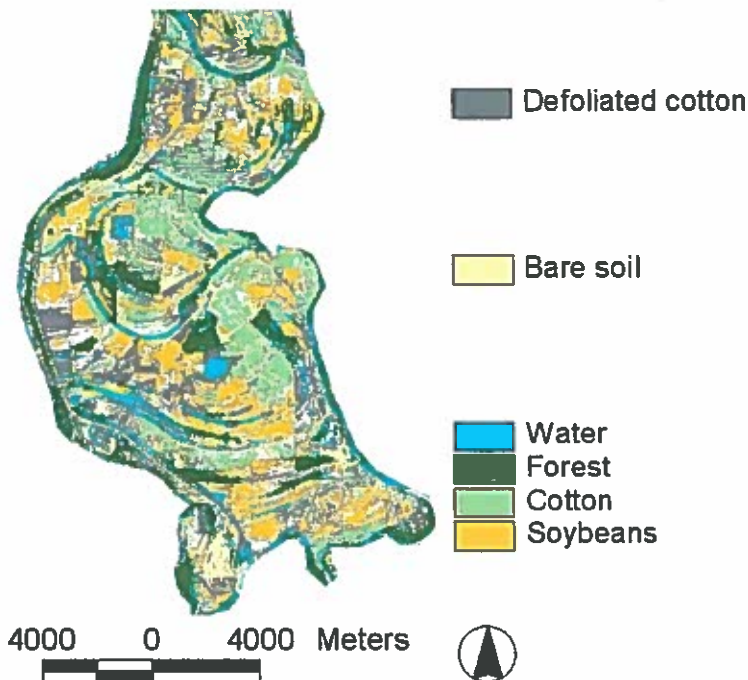 Defoliated cotton
Bare soil
Water
Forest
Cotton
Soybeans
4000 0 4000 Meters